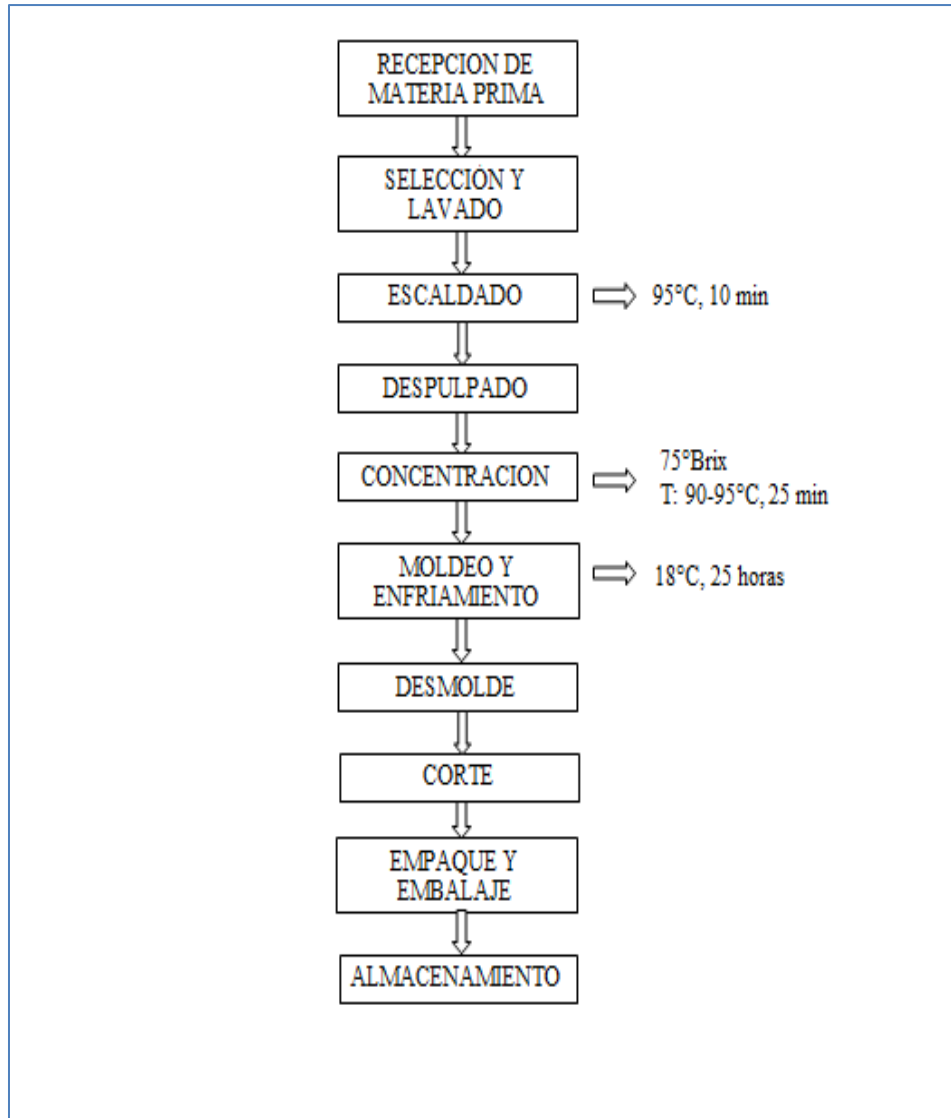 RECEPCION DE
MATERIA PRIMA
SELECCIÓN Y
LAVADO
ESCALDADO
95°C, 10 min
DESPULPADO
CONCENTRACION
75°Brix
T: 90-95°C, 25 min
MOLDEO Y
ENFRIAMIENTO
18°C, 25 horas
DESMOLDE
CORTE
EMPAQUE Y
EMBALAJE
ALMACENAMIENTO